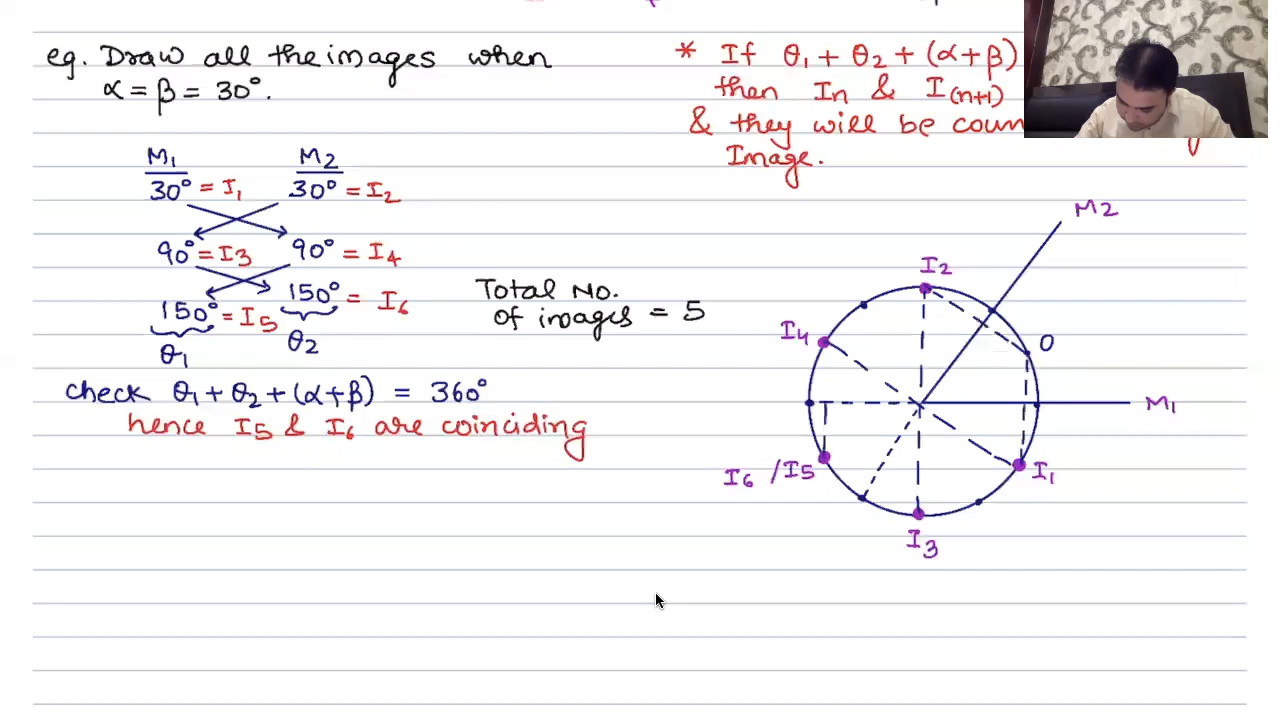 eg. Draw all the images when
α = β = 30°.
* If θ₁ + θ₂ + (α+β)
then In & I(n+1)
& they will be coun
Image.
M₁ M₂
30° = I₁ 30° = I₂
90° = I₃ 90° = I₄
150° = I₅ 150° = I₆
θ₁ θ₂
Total No.
of images = 5
check θ₁ + θ₂ + (α+β) = 360°
hence I₅ & I₆ are coinciding
M₂
I₂
I₄
O
M₁
I₆ / I₅
I₁
I₃